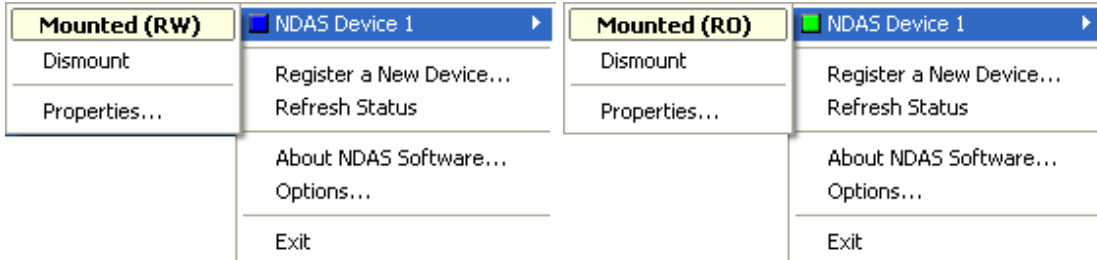 Mounted (RW)
Dismount
Properties...
NDAS Device 1
Register a New Device...
Refresh Status
About NDAS Software...
Options...
Exit
Mounted (RO)
Dismount
Properties...
NDAS Device 1
Register a New Device...
Refresh Status
About NDAS Software...
Options...
Exit